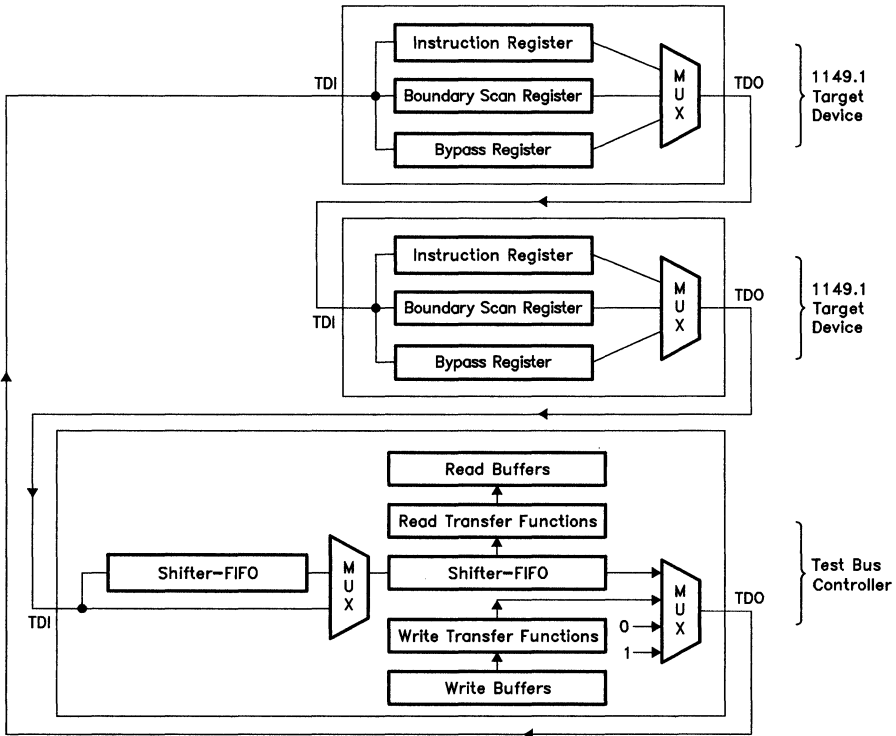 Instruction Register
TDI
Boundary Scan Register
Bypass Register
MUX
TDO
1149.1
Target
Device
Instruction Register
TDI
Boundary Scan Register
Bypass Register
MUX
TDO
1149.1
Target
Device
Read Buffers
Read Transfer Functions
Shifter-FIFO
MUX
Shifter-FIFO
MUX
TDI
Write Transfer Functions
0
1
Write Buffers
TDO
Test Bus
Controller